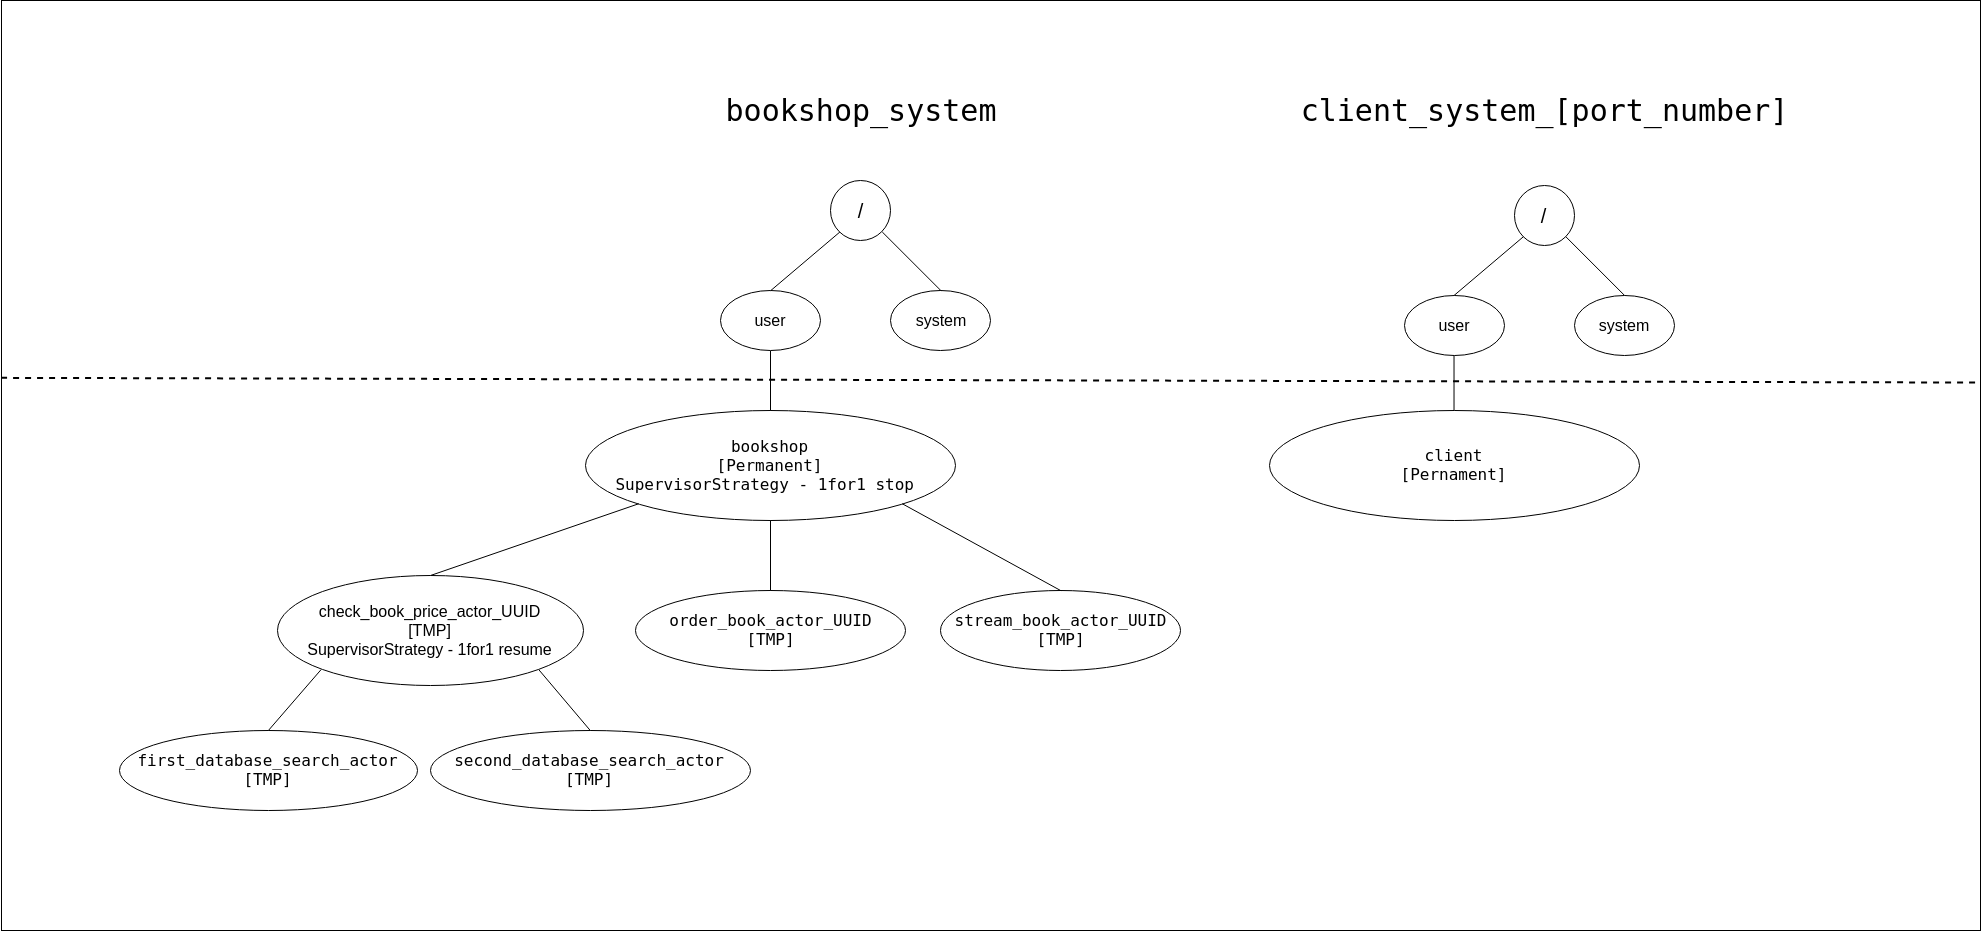 bookshop_system
client_system_[port_number]
/
/
user
system
user
system
bookshop
[Permanent]
SupervisorStrategy - 1for1 stop
client
[Pernament]
check_book_price_actor_UUID
[TMP]
SupervisorStrategy - 1for1 resume
order_book_actor_UUID
[TMP]
stream_book_actor_UUID
[TMP]
first_database_search_actor
[TMP]
second_database_search_actor
[TMP]